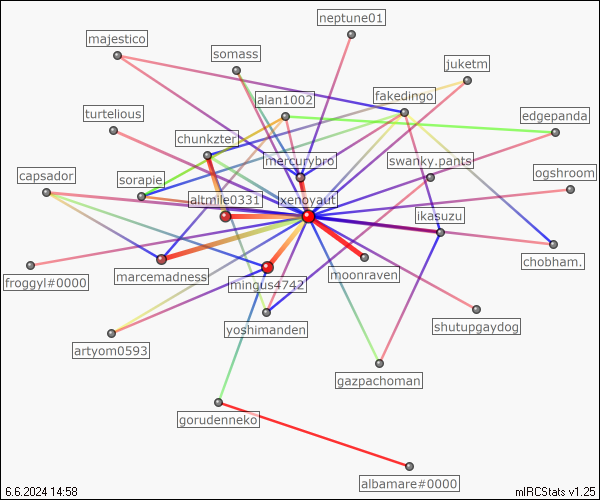 neptune01
majestico
somass
juketm
alan1002
fakedingo
turtelious
edgepanda
chunkzter
mercurybro
swanky.pants
capsador
sorapie
ogshroom
altmile0331
xenoyaut
ikasuzu
marcemadness
mingus4742
moonraven
chobham.
froggyl#0000
yoshimanden
shutupgaydog
artyom0593
gazpachoman
gorudenneko
albamare#0000
6.6.2024 14:58
mIRCStats v1.25